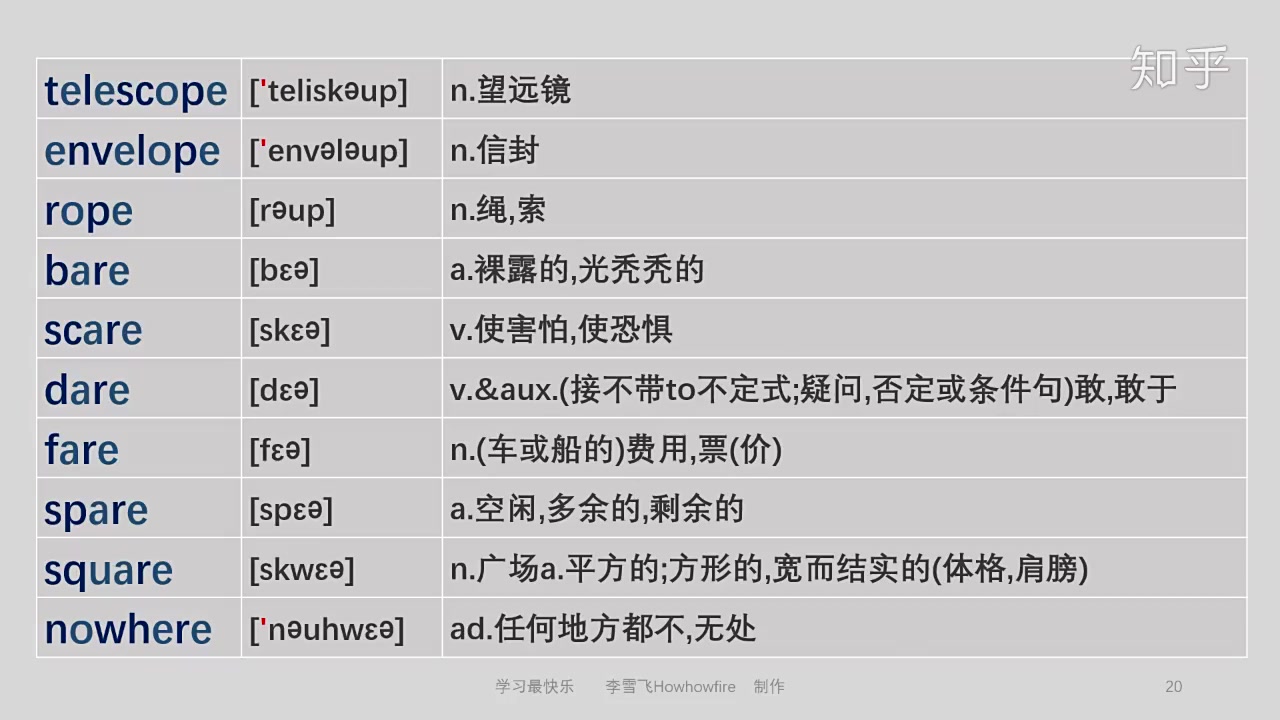 知乎
telescope ['teliskəup] n.望远镜
envelope ['envələup] n.信封
rope [rəup] n.绳,索
bare [bɛə] a.裸露的,光秃秃的
scare [skɛə] v.使害怕,使恐惧
dare [dɛə] v.&aux.(接不带to不定式;疑问,否定或条件句)敢,敢于
fare [fɛə] n.(车或船的)费用,票(价)
spare [spɛə] a.空闲,多余的,剩余的
square [skwɛə] n.广场a.平方的;方形的,宽而结实的(体格,肩膀)
nowhere ['nəuhwɛə] ad.任何地方都不,无处
学习最快乐 李雪飞Howhowfire 制作 20